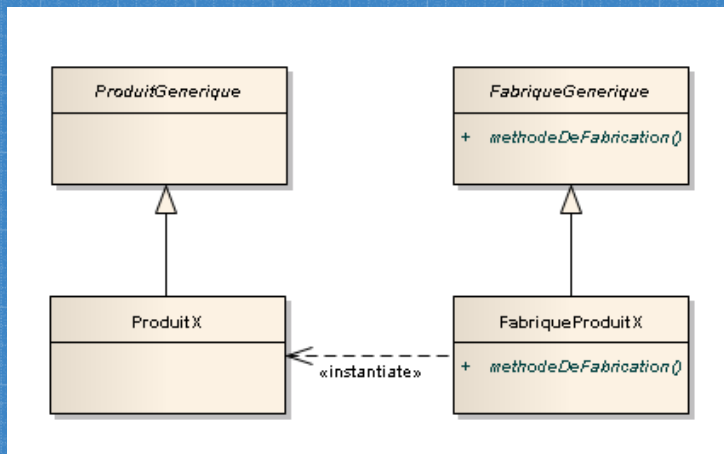 ProduitGenerique
FabriqueGenerique
+ methodeDeFabrication()
ProduitX
FabriqueProduitX
+ methodeDeFabrication()
«instantiate»